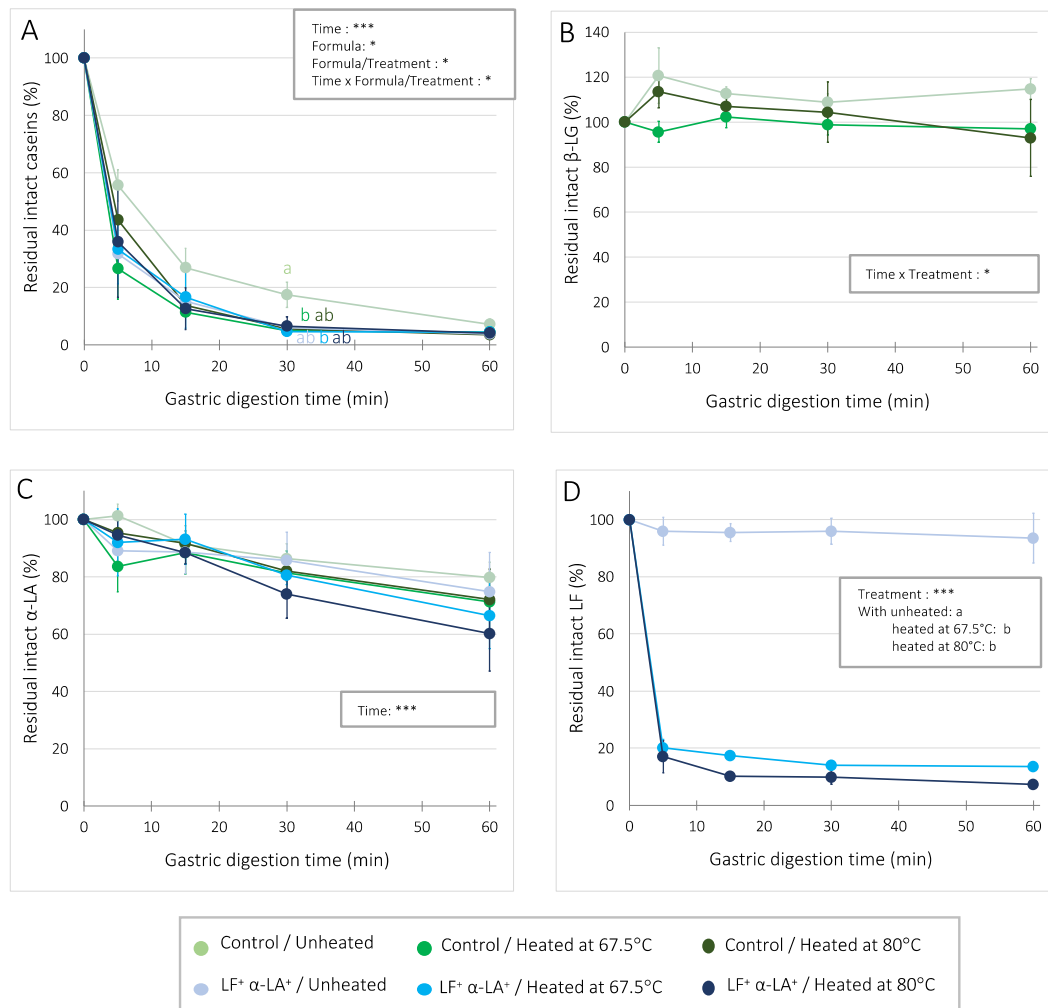 A
Time : ***
Formula: *
Formula/Treatment : *
Time x Formula/Treatment : *
Residual intact caseins (%)
100
80
60
40
20
0
a
b ab
ab b ab
0 10 20 30 40 50 60
Gastric digestion time (min)
B
Residual intact β-LG (%)
140
120
100
80
60
40
20
0
Time x Treatment : *
0 10 20 30 40 50 60
Gastric digestion time (min)
C
Residual intact α-LA (%)
100
80
60
40
20
0
Time: ***
0 10 20 30 40 50 60
Gastric digestion time (min)
D
Residual intact LF (%)
100
80
60
40
20
0
Treatment : ***
With unheated: a
heated at 67.5°C: b
heated at 80°C: b
0 10 20 30 40 50 60
Gastric digestion time (min)
Control / Unheated Control / Heated at 67.5°C Control / Heated at 80°C
LF⁺ α-LA⁺ / Unheated LF⁺ α-LA⁺ / Heated at 67.5°C LF⁺ α-LA⁺ / Heated at 80°C